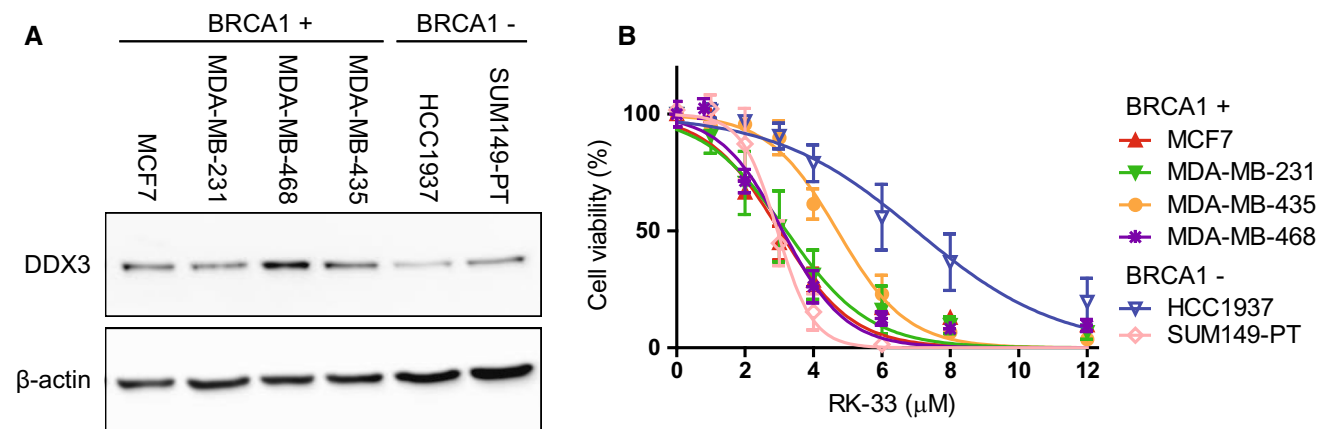 A
BRCA1 +
BRCA1 -
MCF7
MDA-MB-231
MDA-MB-468
MDA-MB-435
HCC1937
SUM149-PT
DDX3
β-actin
B
Cell viability (%)
100
50
0
0 2 4 6 8 10 12
RK-33 (μM)
BRCA1 +
MCF7
MDA-MB-231
MDA-MB-435
MDA-MB-468
BRCA1 -
HCC1937
SUM149-PT